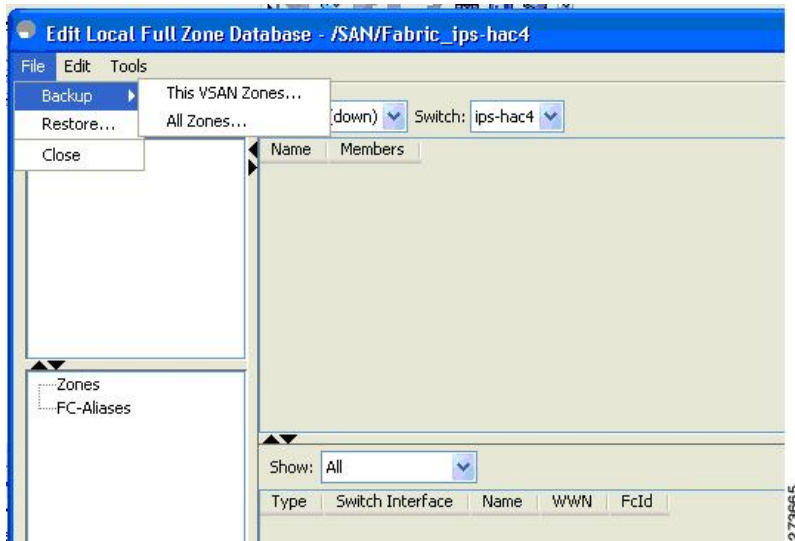 Edit Local Full Zone Database - /SAN/Fabric_ips-hac4
File Edit Tools
Backup This VSAN Zones...
Restore... All Zones...
Close
(down) Switch: ips-hac4
Name Members
Zones
FC-Aliases
Show: All
Type Switch Interface Name WWN FcId
273665